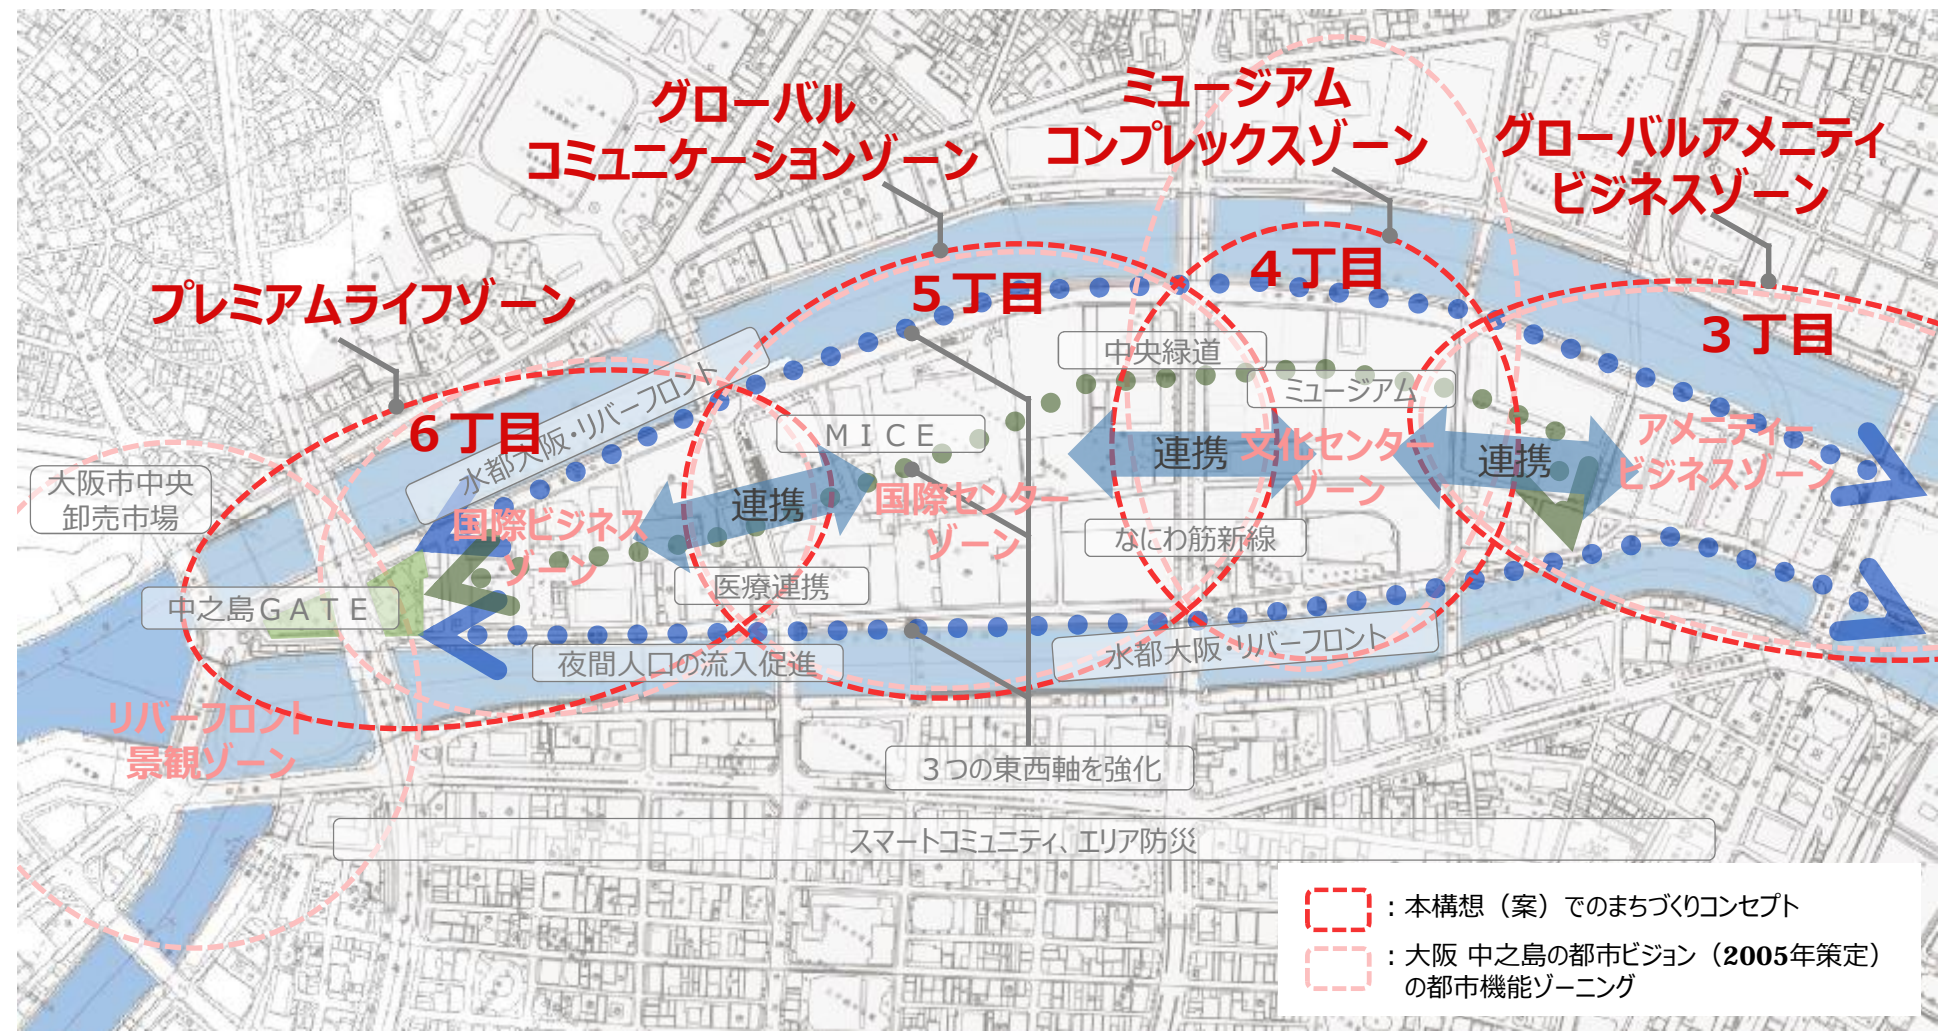 グローバル
コミュニケーションゾーン
ミュージアム
コンプレックスゾーン
グローバルアメニティ
ビジネスゾーン
プレミアムライフゾーン
5丁目
4丁目
3丁目
6丁目
中央緑道
ミュージアム
水都大阪・リバーフロント
MICE
連携
連携
連携
文化センター
ゾーン
アメニティー
ビジネスゾーン
大阪市中央
卸売市場
国際ビジネス
ゾーン
国際センター
ゾーン
なにわ筋新線
医療連携
中之島GATE
夜間人口の流入促進
水都大阪・リバーフロント
リバーフロント
景観ゾーン
3つの東西軸を強化
スマートコミュニティ、エリア防災
：本構想（案）でのまちづくりコンセプト
：大阪 中之島の都市ビジョン（2005年策定）
の都市機能ゾーニング